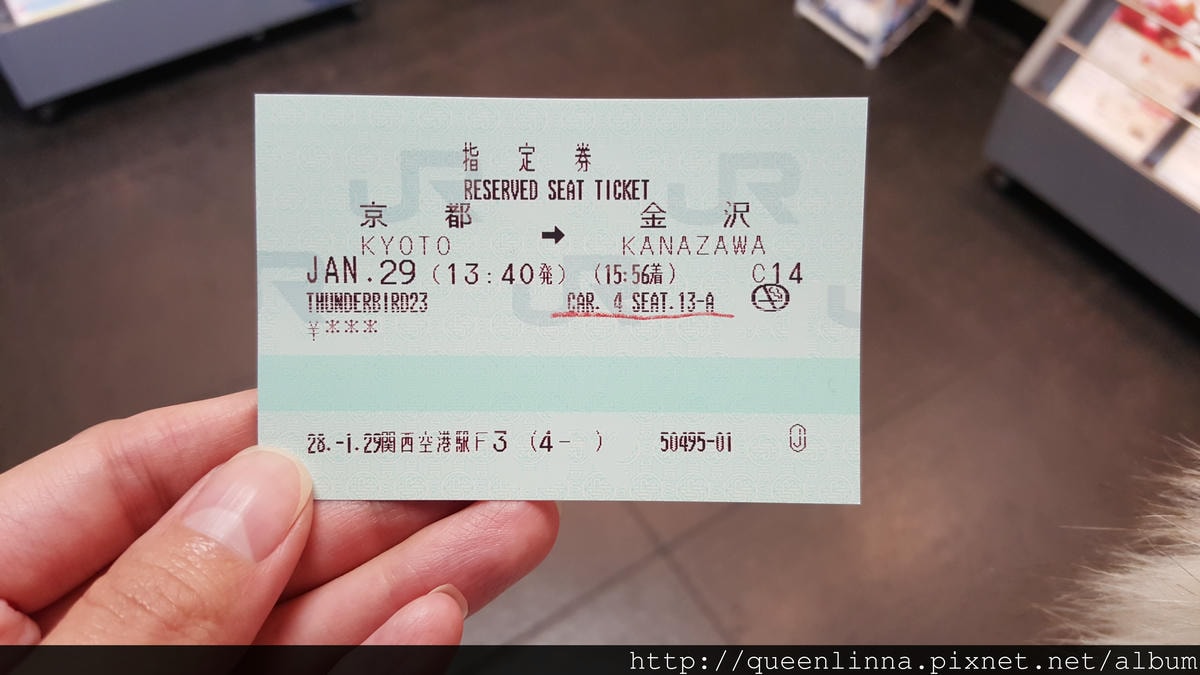 指定券
RESERVED SEAT TICKET
京都 ➡ 金沢
KYOTO KANAZAWA
JAN.29 (13:40発) (15:56着) C14
THUNDERBIRD23 CAR. 4 SEAT.13-A
¥***
28.-1.29関西空港駅F3 (4- ) 50495-01 J
JR JR
http://queenlinna.pixnet.net/album